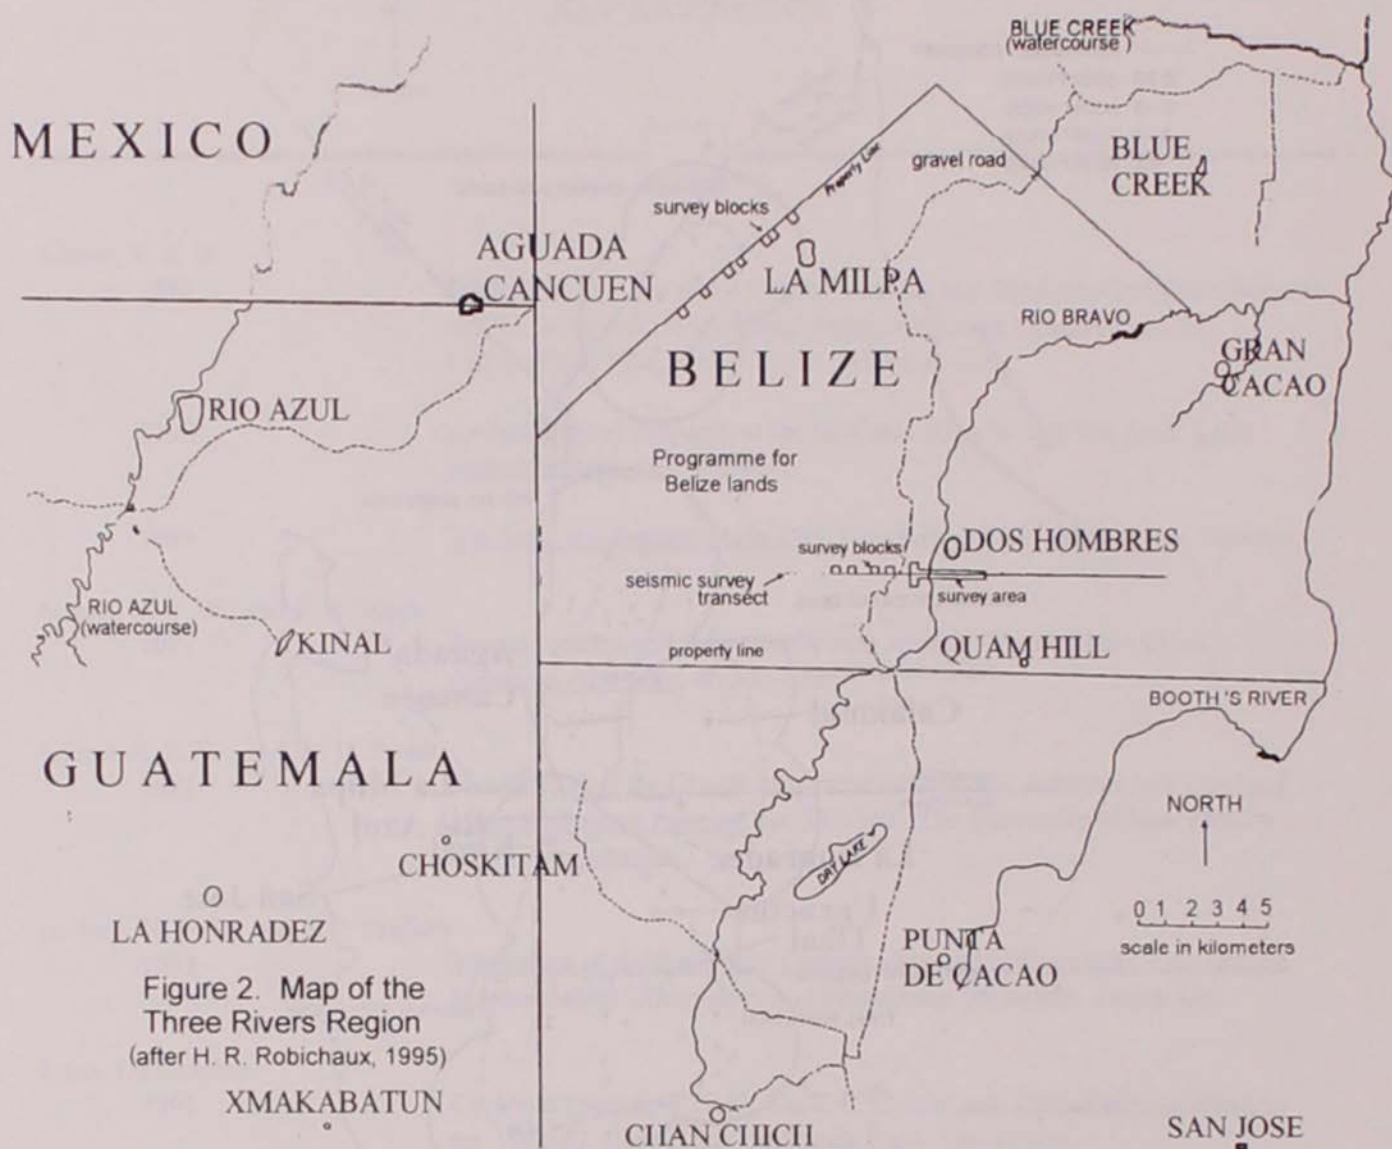 BLUE CREEK
(watercourse )
MEXICO
gravel road
BLUE
CREEK
Property Line
survey blocks
AGUADA
CANCUEN
LA MILPA
RIO BRAVO
GRAN
CACAO
BELIZE
RIO AZUL
Programme for
Belize lands
survey blocks
DOS HOMBRES
seismic survey
transect
survey area
RIO AZUL
(watercourse)
KINAL
property line
QUAM HILL
BOOTH'S RIVER
GUATEMALA
NORTH
CHOSKITAM
DRY LAKE
LA HONRADEZ
0 1 2 3 4 5
scale in kilometers
PUNTA
DE CACAO
Figure 2. Map of the
Three Rivers Region
(after H. R. Robichaux, 1995)
XMAKABATUN
CHAN CHICH
SAN JOSE